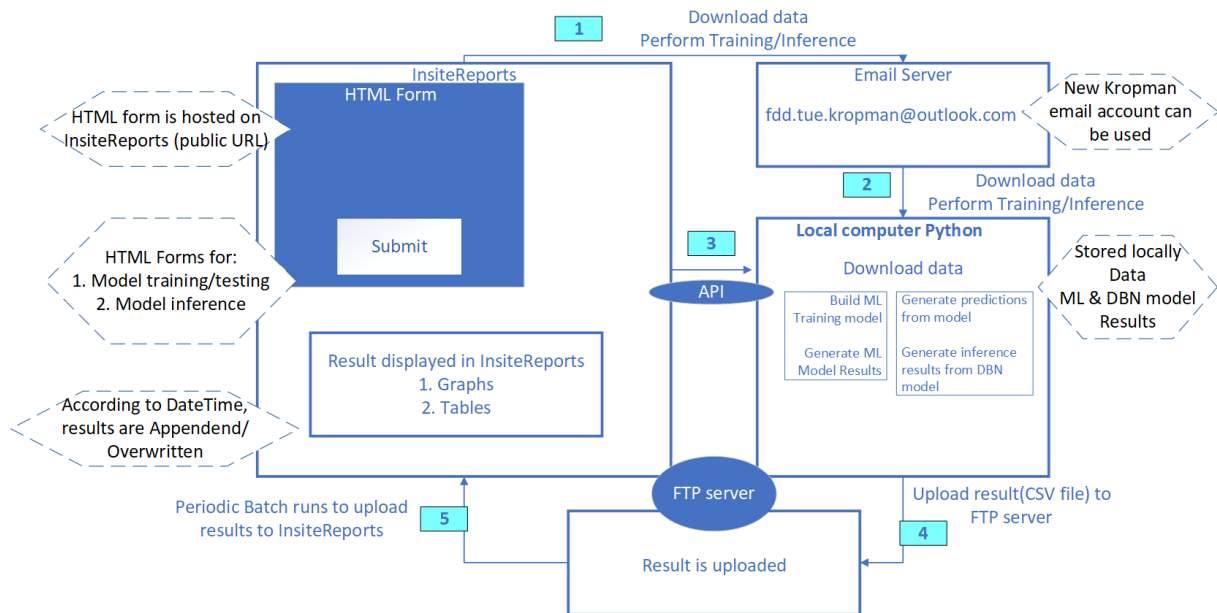 1
Download data
Perform Training/Inference
InsiteReports
HTML Form
Submit
HTML form is hosted on
InsiteReports (public URL)
HTML Forms for:
1. Model training/testing
2. Model inference
According to DateTime,
results are Appendend/
Overwritten
Result displayed in InsiteReports
1. Graphs
2. Tables
Email Server
fdd.tue.kropman@outlook.com
New Kropman
email account can
be used
2
Download data
Perform Training/Inference
3
API
Local computer Python
Download data
Build ML
Training model
Generate ML
Model Results
Generate predictions
from model
Generate inference
results from DBN
model
Stored locally
Data
ML & DBN model
Results
FTP server
Result is uploaded
4
Upload result(CSV file) to
FTP server
5
Periodic Batch runs to upload
results to InsiteReports